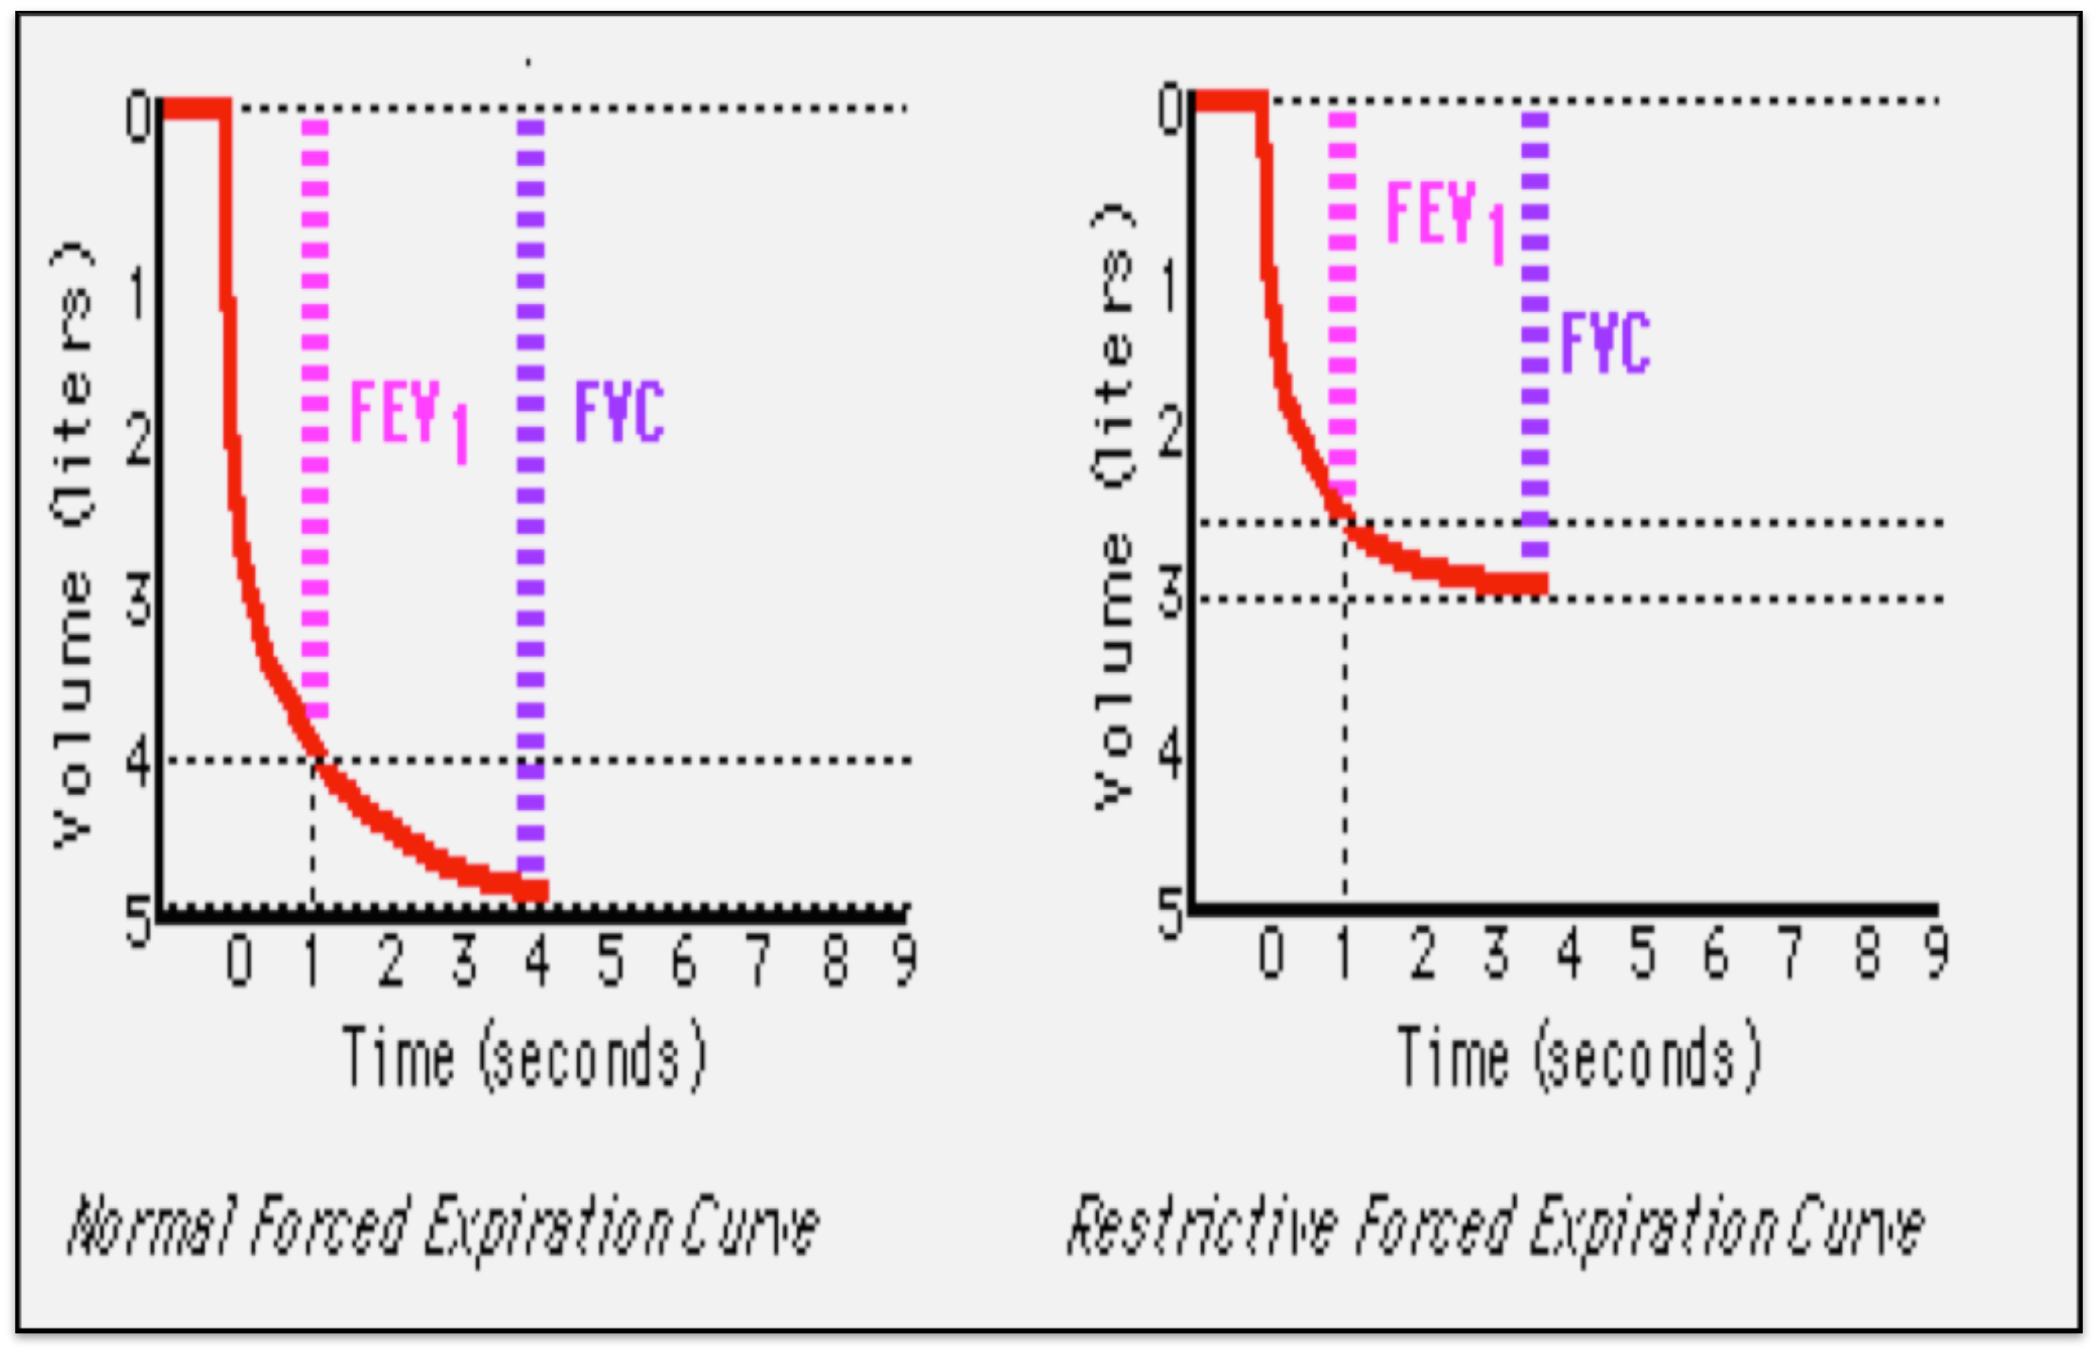 0
1
2
3
4
5
Volume (liters)
FEV1
FVC
0 1 2 3 4 5 6 7 8 9
Time (seconds)
Normal Forced Expiration Curve
0
1
2
3
4
5
Volume (liters)
FEV1
FVC
0 1 2 3 4 5 6 7 8 9
Time (seconds)
Restrictive Forced Expiration Curve